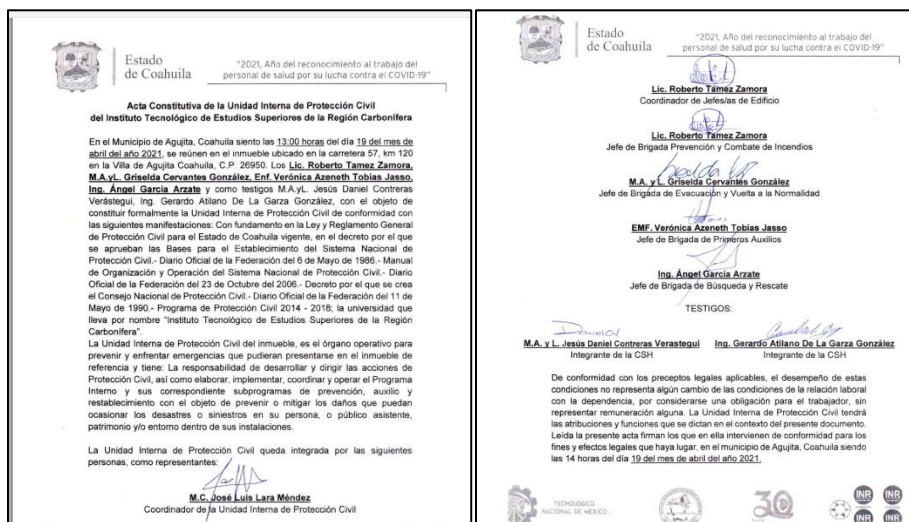 Estado
de Coahuila
"2021, Año del reconocimiento al trabajo del
personal de salud por su lucha contra el COVID-19"
Acta Constitutiva de la Unidad Interna de Protección Civil
del Instituto Tecnológico de Estudios Superiores de la Región Carbonífera
En el Municipio de Agujita, Coahuila siento las 13:00 horas del día 19 del mes de
abril del año 2021, se reúnen en el inmueble ubicado en la carretera 57, km 120
en la Villa de Agujita Coahuila, C.P. 26950. Los Lic. Roberto Tamez Zamora,
M.A.yL. Griselda Cervantes González, Enf. Verónica Azeneth Tobias Jasso,
Ing. Ángel Garcia Arzate y como testigos M.A.yL. Jesús Daniel Contreras
Verástegui, Ing. Gerardo Atilano De La Garza González, con el objeto de
constituir formalmente la Unidad Interna de Protección Civil de conformidad con
las siguientes manifestaciones: Con fundamento en la Ley y Reglamento General
de Protección Civil para el Estado de Coahuila vigente, en el decreto por el que
se aprueban las Bases para el Establecimiento del Sistema Nacional de
Protección Civil.- Diario Oficial de la Federación del 6 de Mayo de 1986.- Manual
de Organización y Operación del Sistema Nacional de Protección Civil.- Diario
Oficial de la Federación del 23 de Octubre del 2006.- Decreto por el que se crea
el Consejo Nacional de Protección Civil.- Diario Oficial de la Federación del 11 de
Mayo de 1990.- Programa de Protección Civil 2014 - 2018; la universidad que
lleva por nombre "Instituto Tecnológico de Estudios Superiores de la Región
Carbonífera".
La Unidad Interna de Protección Civil del inmueble, es el órgano operativo para
prevenir y enfrentar emergencias que pudieran presentarse en el inmueble de
referencia y tiene: La responsabilidad de desarrollar y dirigir las acciones de
Protección Civil, así como elaborar, implementar, coordinar y operar el Programa
Interno y sus correspondiente subprogramas de prevención, auxilio y
restablecimiento con el objeto de prevenir o mitigar los daños que puedan
ocasionar los desastres o siniestros en su persona, o público asistente,
patrimonio y/o entorno dentro de sus instalaciones.
La Unidad Interna de Protección Civil queda integrada por las siguientes
personas, como representantes:
M.C. José Luis Lara Méndez
Coordinador de la Unidad Interna de Protección Civil
Estado
de Coahuila
"2021, Año del reconocimiento al trabajo del
personal de salud por su lucha contra el COVID-19"
Lic. Roberto Tamez Zamora
Coordinador de Jefes/as de Edificio
Lic. Roberto Tamez Zamora
Jefe de Brigada Prevención y Combate de Incendios
M.A. y L. Griselda Cervantes González
Jefe de Brigada de Evacuación y Vuelta a la Normalidad
EMF. Verónica Azeneth Tobias Jasso
Jefe de Brigada de Primeros Auxilios
Ing. Ángel Garcia Arzate
Jefe de Brigada de Búsqueda y Rescate
TESTIGOS:
M.A. y L. Jesús Daniel Contreras Verastegui Ing. Gerardo Atilano De La Garza González
Integrante de la CSH Integrante de la CSH
De conformidad con los preceptos legales aplicables, el desempeño de estas
condiciones no representa algún cambio de las condiciones de la relación laboral
con la dependencia, por considerarse una obligación para el trabajador, sin
representar remuneración alguna. La Unidad Interna de Protección Civil tendrá
las atribuciones y funciones que se dictan en el contexto del presente documento.
Leída la presente acta firman los que en ella intervienen de conformidad para los
fines y efectos legales que haya lugar, en el municipio de Agujita, Coahuila siendo
las 14 horas del día 19 del mes de abril del año 2021.
TECNOLÓGICO
NACIONAL DE MÉXICO
30
INR INR
INR INR